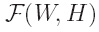 ℱ(W, H)